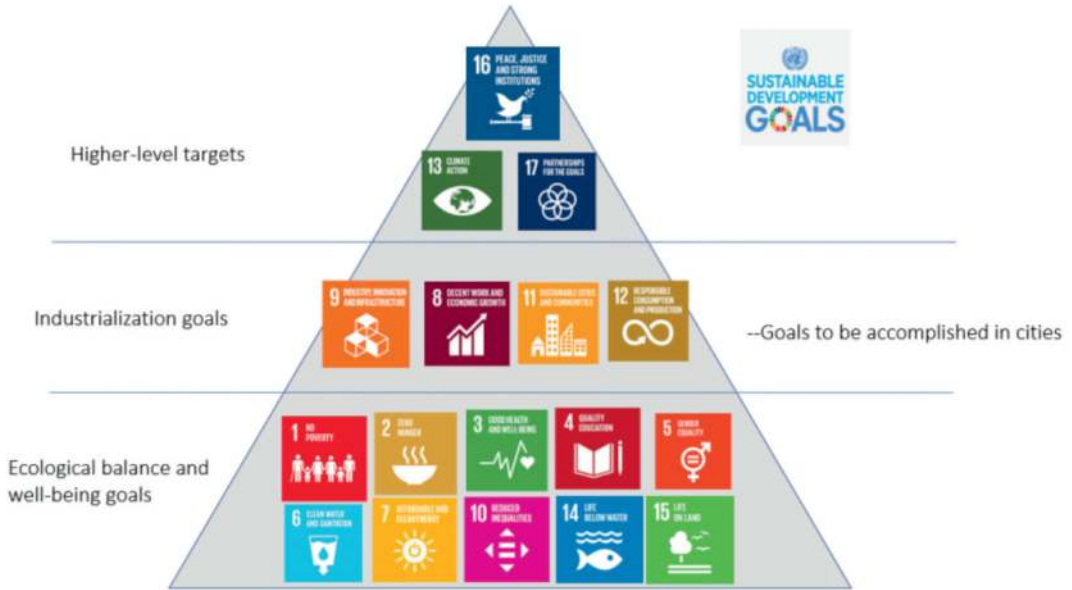 16 PEACE, JUSTICE
AND STRONG
INSTITUTIONS
SUSTAINABLE
DEVELOPMENT
GOALS
Higher-level targets
13 CLIMATE
ACTION
17 PARTNERSHIPS
FOR THE GOALS
9 INDUSTRY, INNOVATION
AND INFRASTRUCTURE
8 DECENT WORK AND
ECONOMIC GROWTH
11 SUSTAINABLE CITIES
AND COMMUNITIES
12 RESPONSIBLE
CONSUMPTION
AND PRODUCTION
Industrialization goals
--Goals to be accomplished in cities
1 NO
POVERTY
2 ZERO
HUNGER
3 GOOD HEALTH
AND WELL-BEING
4 QUALITY
EDUCATION
5 GENDER
EQUALITY
Ecological balance and
well-being goals
6 CLEAN WATER
AND SANITATION
7 AFFORDABLE AND
CLEAN ENERGY
10 REDUCED
INEQUALITIES
14 LIFE
BELOW WATER
15 LIFE
ON LAND